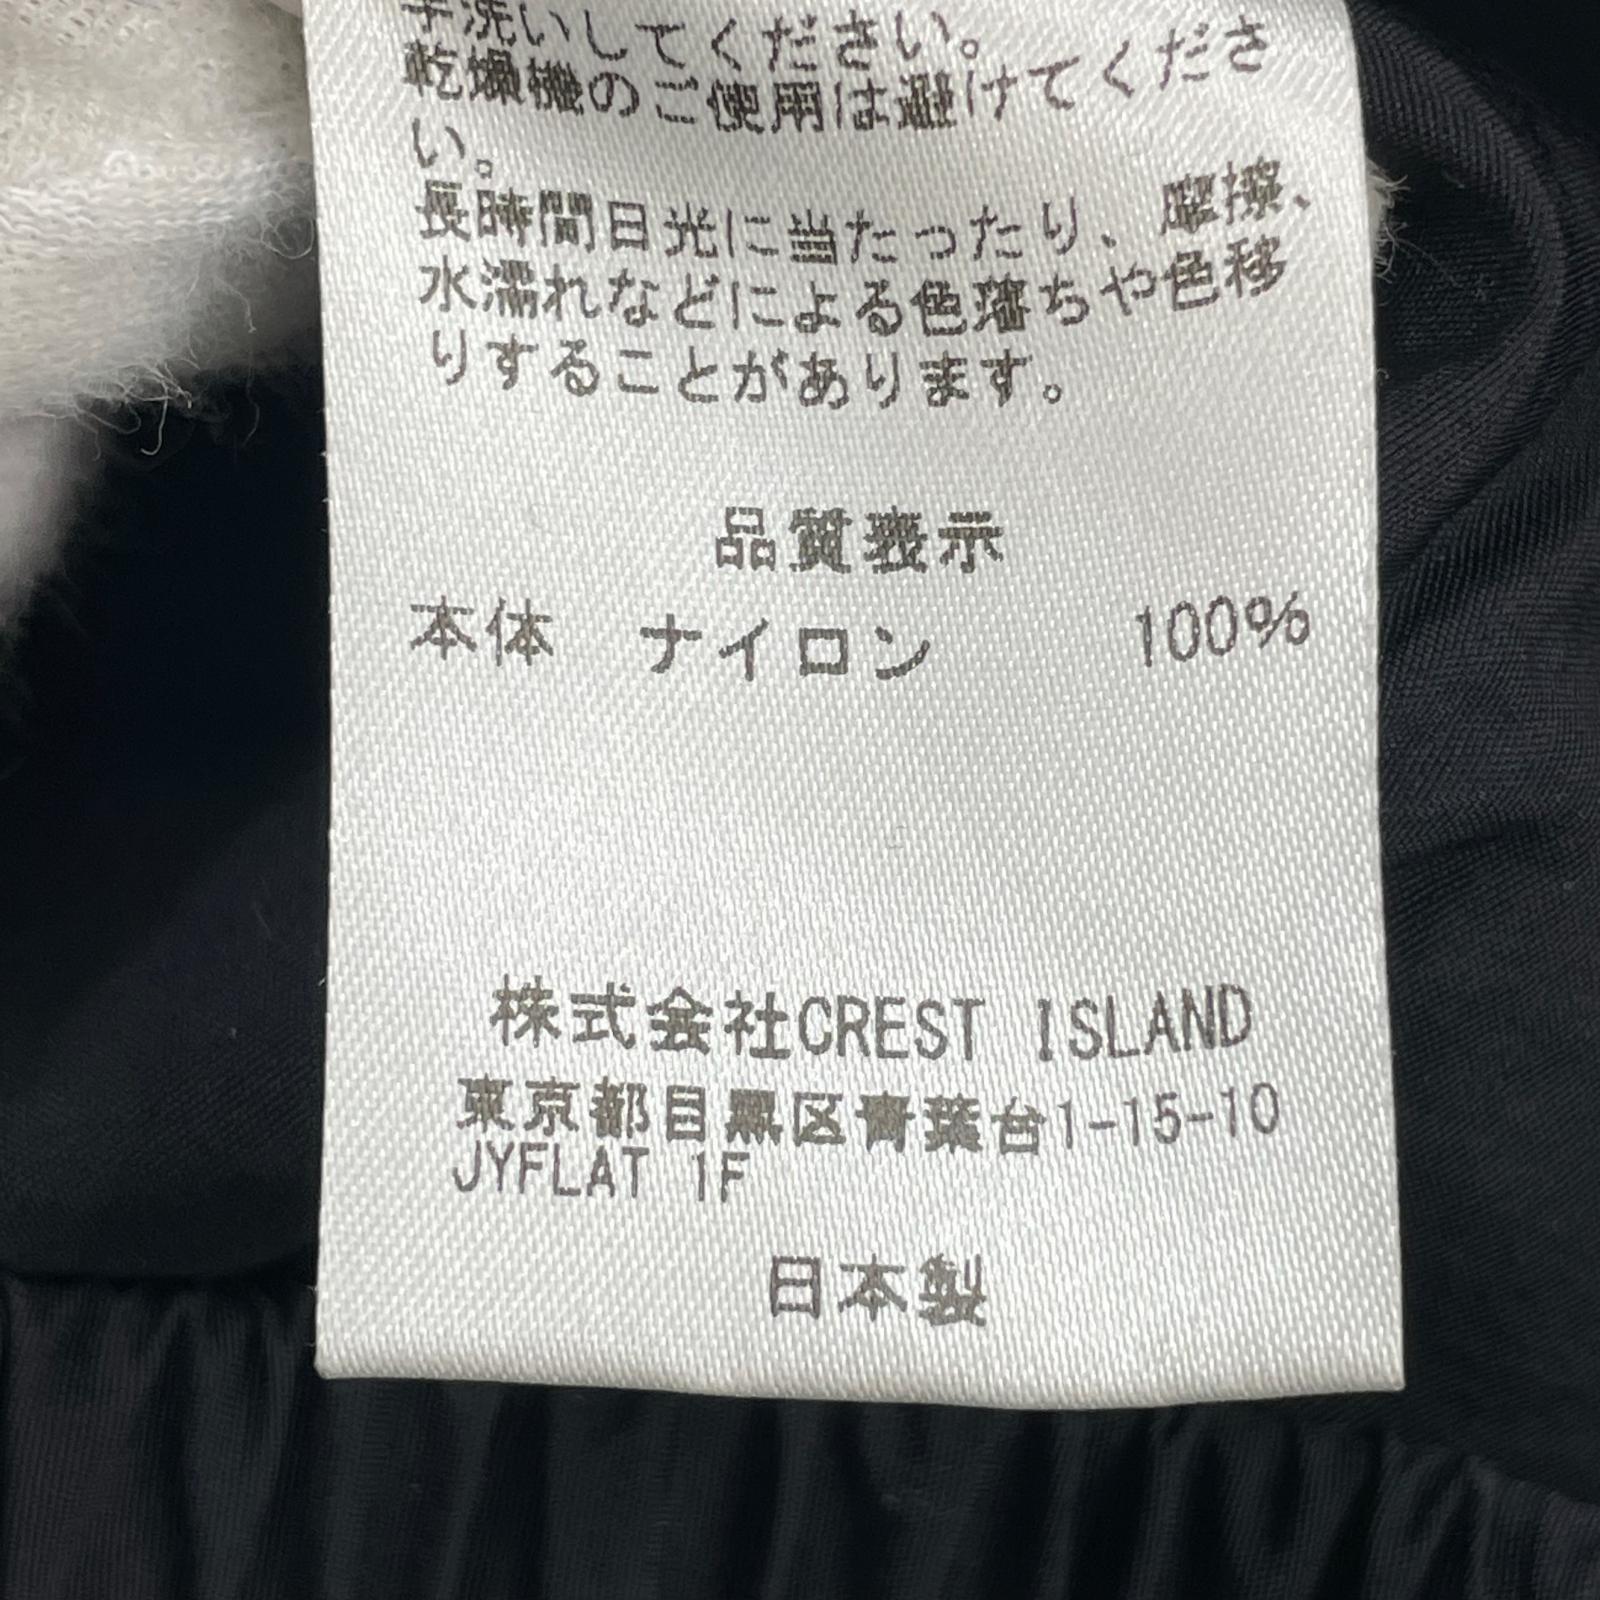 手洗いしてください。
乾燥機のご使用は避けてくださ
い。
長時間日光に当たったり、摩擦、
水濡れなどによる色落ちや色移
りすることがあります。
品質表示
本体 ナイロン 100%
株式会社CREST ISLAND
東京都目黒区青葉台1-15-10
JYFLAT 1F
日本製